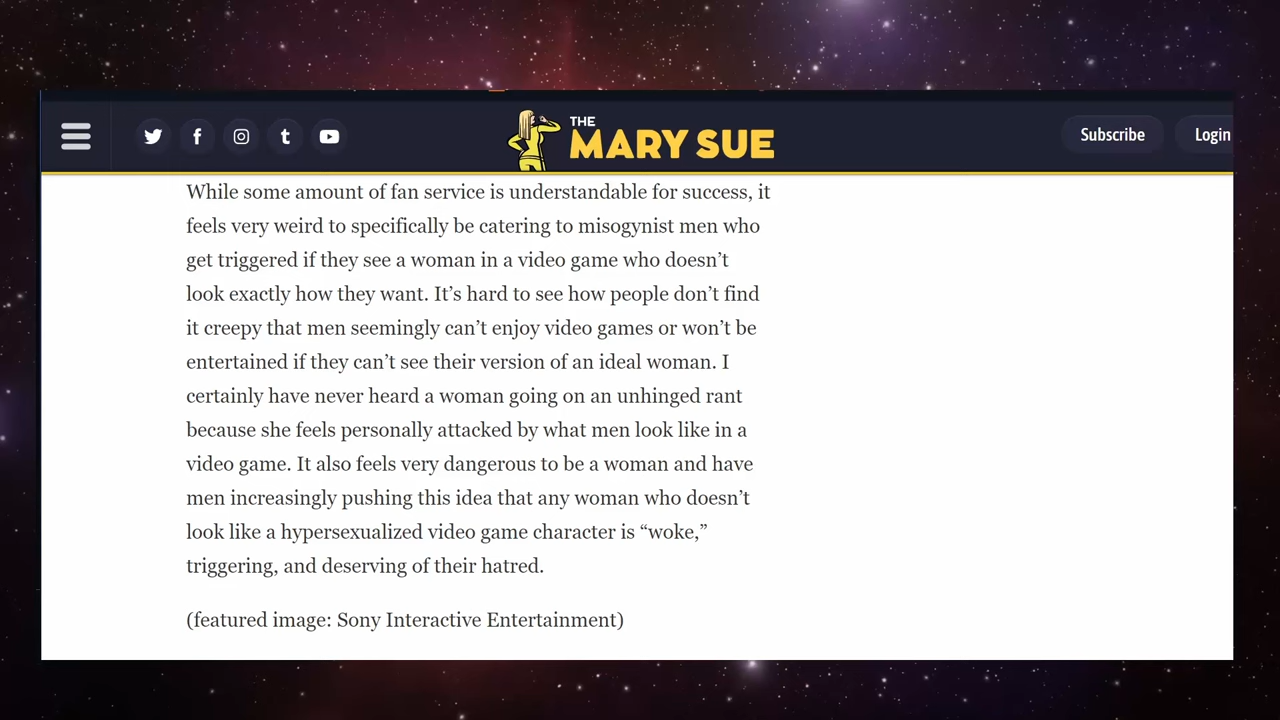 THE
MARY SUE
Subscribe
Login
While some amount of fan service is understandable for success, it
feels very weird to specifically be catering to misogynist men who
get triggered if they see a woman in a video game who doesn’t
look exactly how they want. It’s hard to see how people don’t find
it creepy that men seemingly can’t enjoy video games or won’t be
entertained if they can’t see their version of an ideal woman. I
certainly have never heard a woman going on an unhinged rant
because she feels personally attacked by what men look like in a
video game. It also feels very dangerous to be a woman and have
men increasingly pushing this idea that any woman who doesn’t
look like a hypersexualized video game character is “woke,”
triggering, and deserving of their hatred.
(featured image: Sony Interactive Entertainment)